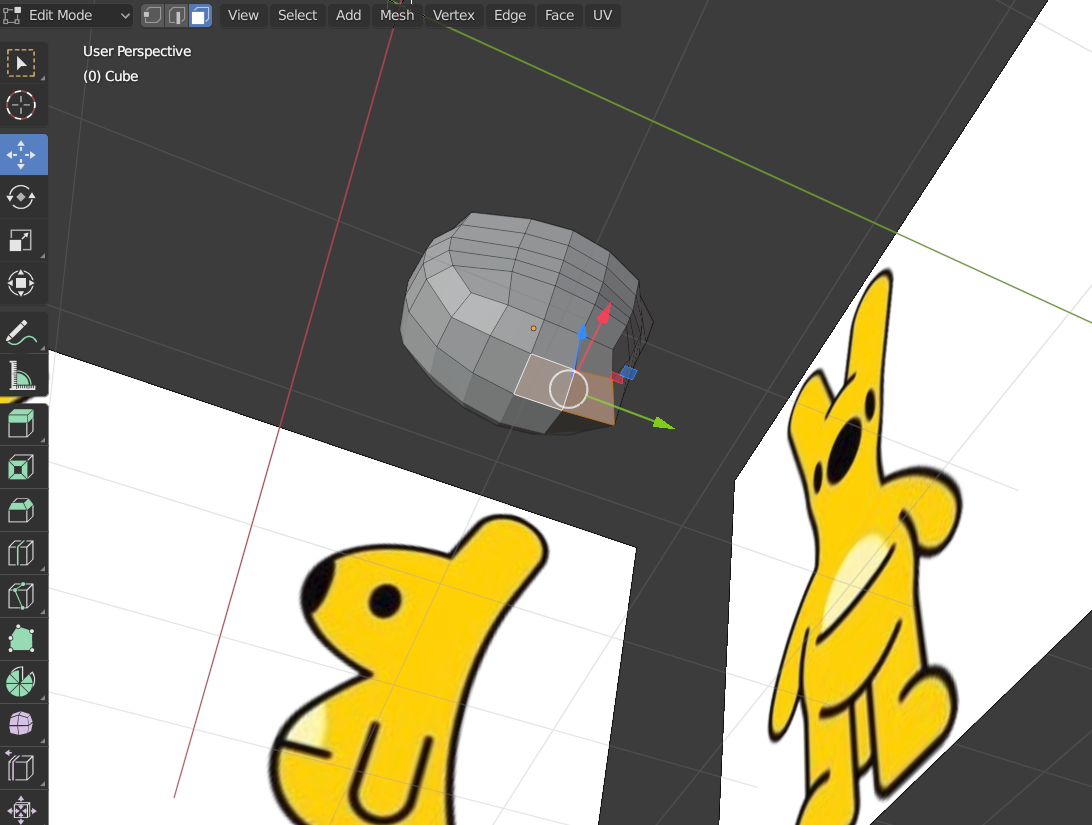 Edit Mode View Select Add Mesh Vertex Edge Face UV
User Perspective
(0) Cube